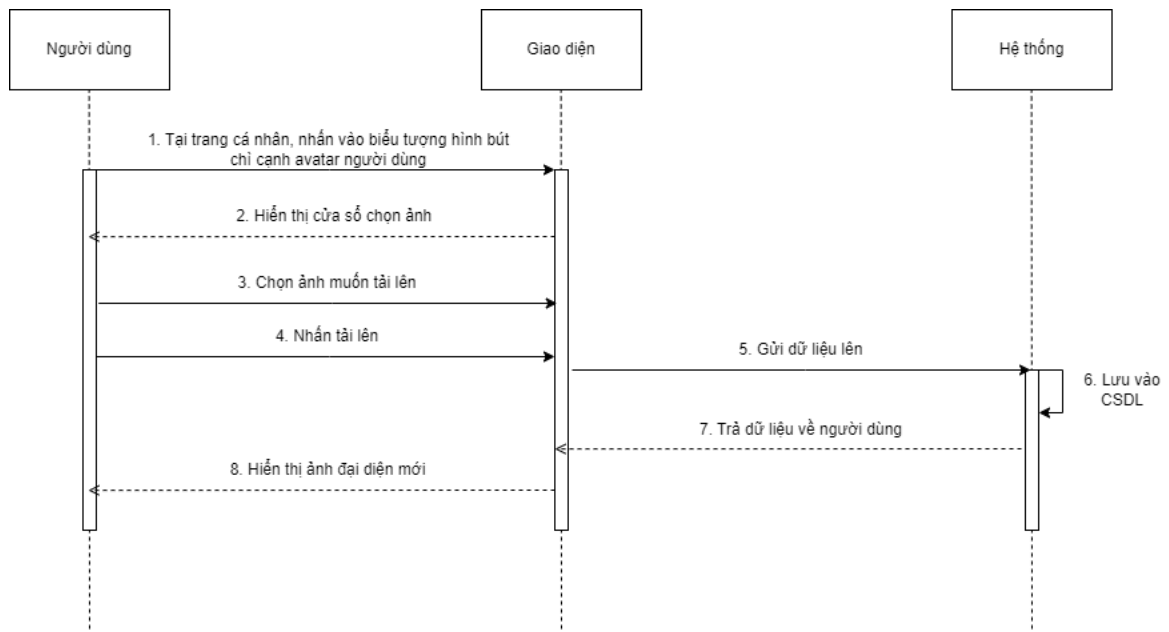 Người dùng
Giao diện
Hệ thống
1. Tại trang cá nhân, nhấn vào biểu tượng hình bút
chì cạnh avatar người dùng
2. Hiển thị cửa sổ chọn ảnh
3. Chọn ảnh muốn tải lên
4. Nhấn tải lên
5. Gửi dữ liệu lên
6. Lưu vào
CSDL
7. Trả dữ liệu về người dùng
8. Hiển thị ảnh đại diện mới